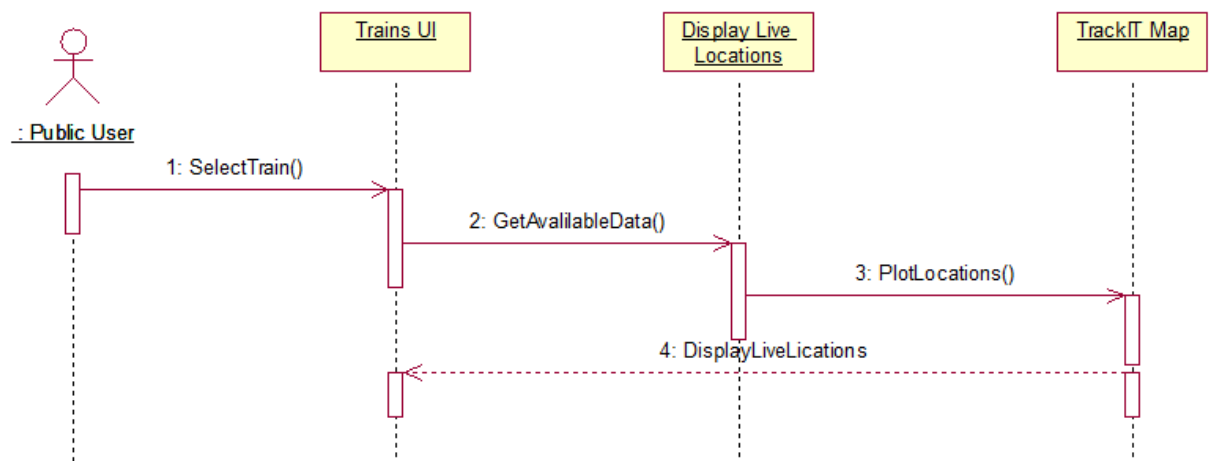 Trains UI
Display Live
Locations
TrackIT Map
: Public User
1: SelectTrain()
2: GetAvalilableData()
3: PlotLocations()
4: DisplayLiveLications